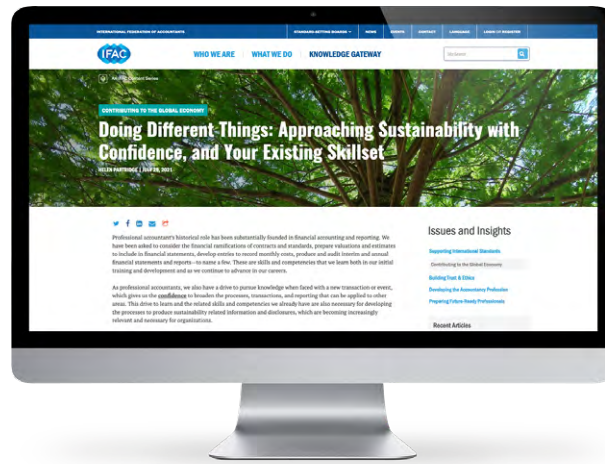 INTERNATIONAL FEDERATION OF ACCOUNTANTS
STANDARD-SETTING BOARDS
NEWS
EVENTS
CONTACT
LANGUAGE
LOGIN OR REGISTER
IFAC
WHO WE ARE
WHAT WE DO
KNOWLEDGE GATEWAY
Search
CONTRIBUTING TO THE GLOBAL ECONOMY
Doing Different Things: Approaching Sustainability with
Confidence, and Your Existing Skillset
HELEN PARTRIDGE | 2021
Professional accountant's historical role has been substantially founded in financial accounting and reporting. We
have been asked to consider the financial ramifications of contracts and standards, prepare valuations and estimates
to include in financial statements, develop entries to record monthly costs, produce and audit interim and annual
financial statements and reports—to name a few. These are skills and competencies that we learn both in our initial
training and development and as we continue to advance in our careers.
As professional accountants, we also have a drive to pursue knowledge when faced with a new transaction or event,
which gives us the confidence to broaden the processes, transactions, and reporting that can be applied to other
areas. This drive to learn and the related skills and competencies we already have are also necessary for developing
the processes to produce sustainability related information and disclosures, which are becoming increasingly
relevant and necessary for organizations.
Issues and Insights
Supporting International Standards
Contributing to the Global Economy
Building Trust & Ethics
Developing the Accountancy Profession
Preparing Future Ready Professionals
Recent Articles